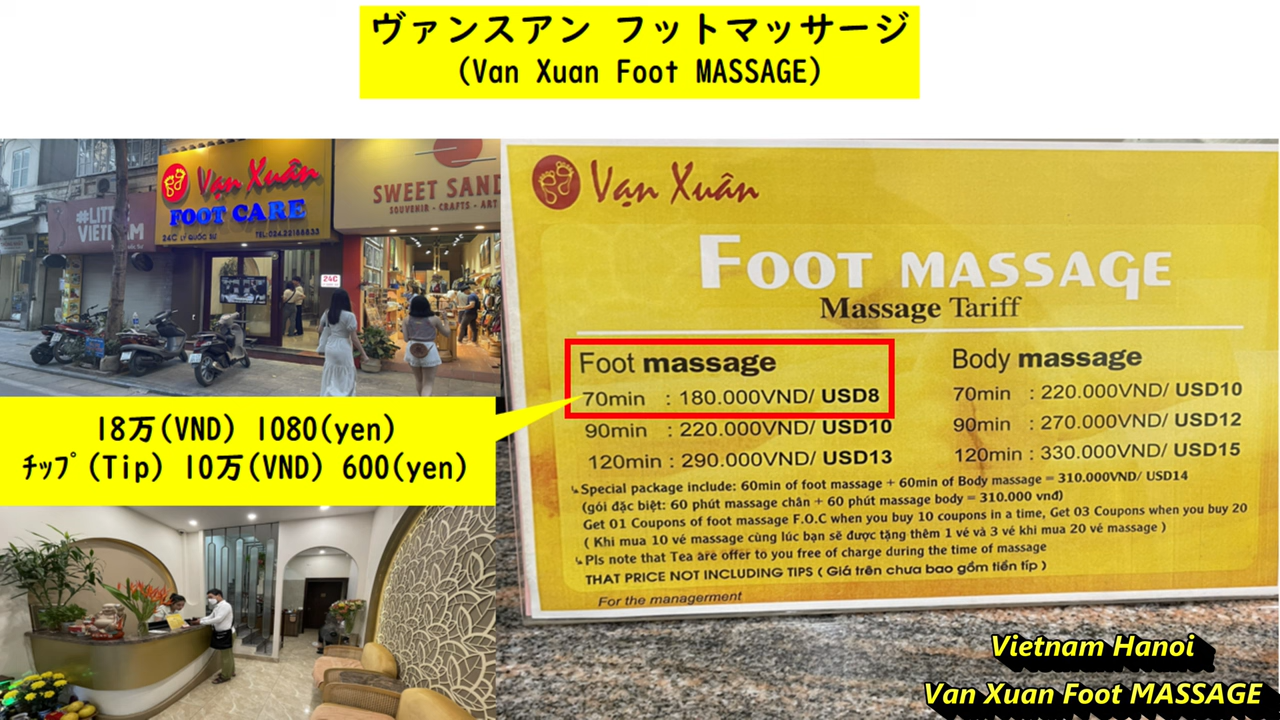 ヴァンスアン フットマッサージ
(Van Xuan Foot MASSAGE)
#LITTLE
VIETNAM
Vạn Xuân
FOOT CARE
24C LÝ QUỐC SƯ TEL:024.22188833
SWEET SAND
SOUVENIR - CRAFTS - ART
24C
18万(VND) 1080(yen)
ﾁｯﾌﾟ(Tip) 10万(VND) 600(yen)
Vạn Xuân
FOOT MASSAGE
Massage Tariff
Foot massage
70min : 180.000VND/ USD8
90min : 220.000VND/ USD10
120min : 290.000VND/ USD13
Body massage
70min : 220.000VND/ USD10
90min : 270.000VND/ USD12
120min : 330.000VND/ USD15
Special package include: 60min of foot massage + 60min of Body massage = 310.000VND/ USD14
(gói đặc biệt: 60 phút massage chân + 60 phút massage body = 310.000 vnđ)
Get 01 Coupons of foot massage F.O.C when you buy 10 coupons in a time, Get 03 Coupons when you buy 20
( Khi mua 10 vé massage cùng lúc bạn sẽ được tặng thêm 1 vé và 3 vé khi mua 20 vé massage )
Pls note that Tea are offer to you free of charge during the time of massage
THAT PRICE NOT INCLUDING TIPS ( Giá trên chưa bao gồm tiền típ )
For the managerment
Vietnam Hanoi
Van Xuan Foot MASSAGE